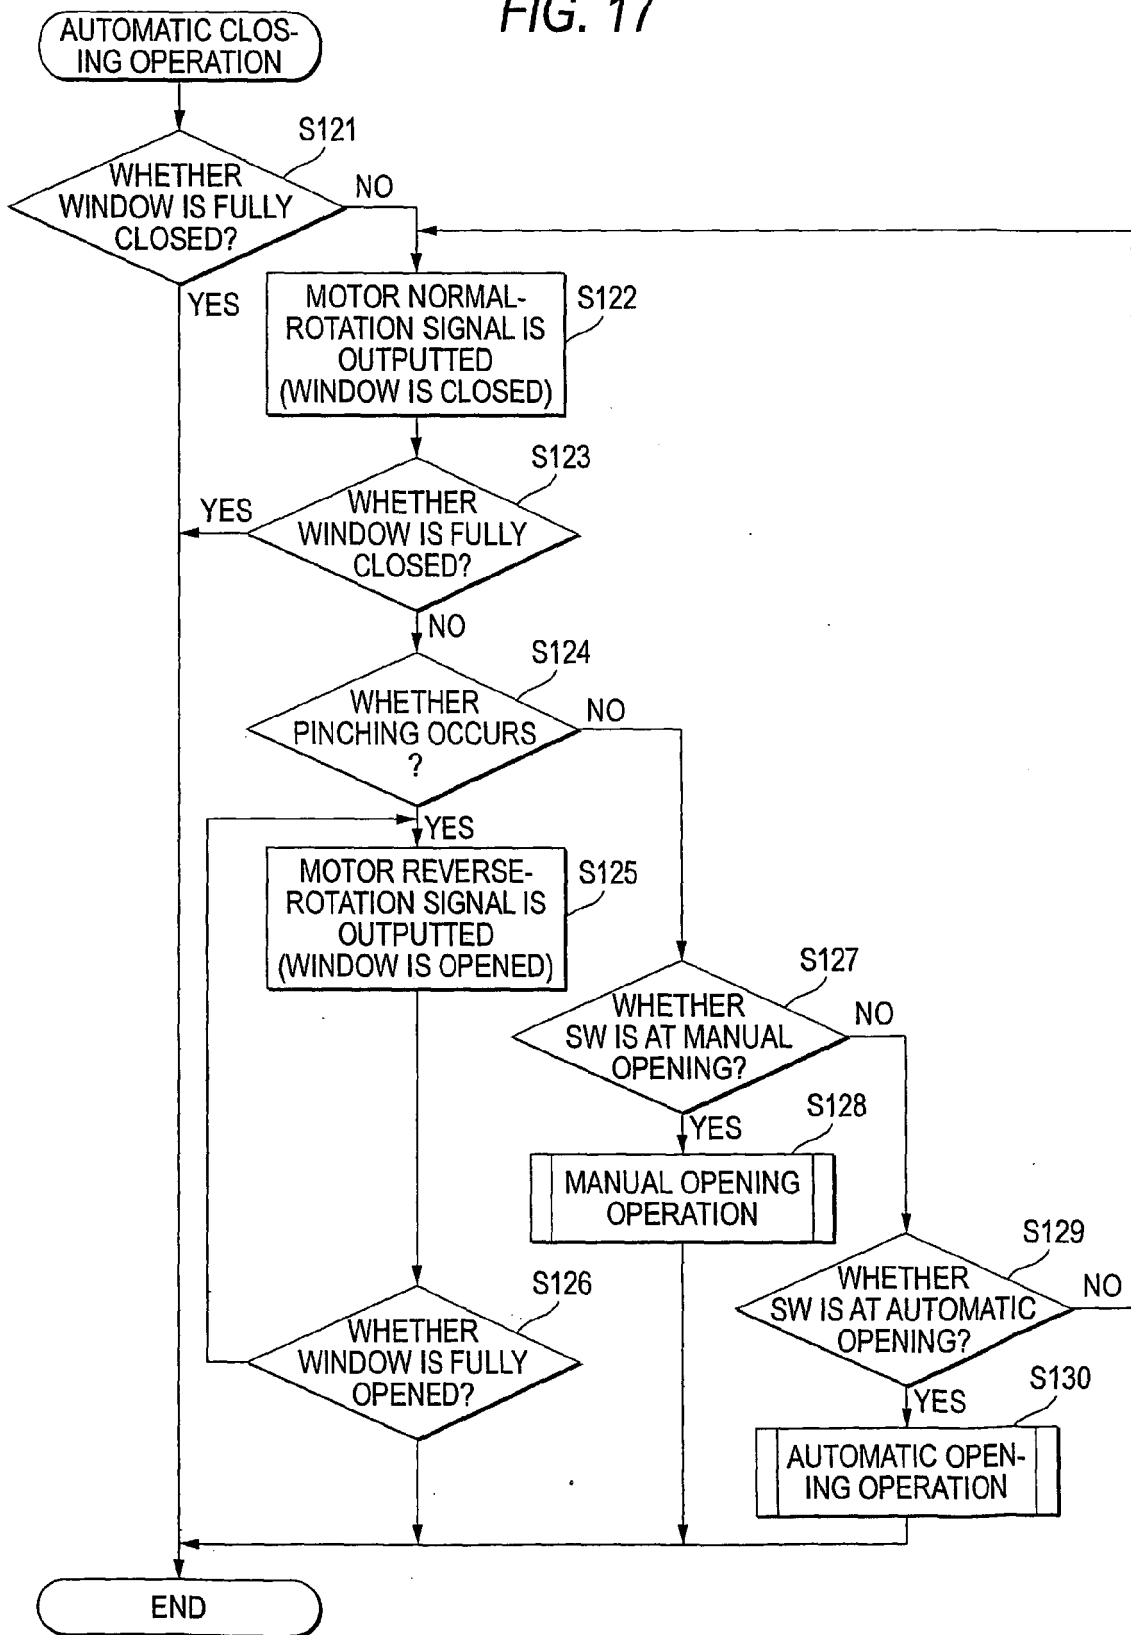 FIG. 17
AUTOMATIC CLOS-
ING OPERATION
S121
WHETHER
WINDOW IS FULLY
CLOSED?
NO
YES
MOTOR NORMAL-
ROTATION SIGNAL IS
OUTPUTTED
(WINDOW IS CLOSED)
S122
S123
WHETHER
WINDOW IS FULLY
CLOSED?
YES
NO
S124
WHETHER
PINCHING OCCURS
?
NO
YES
MOTOR REVERSE-
ROTATION SIGNAL IS
OUTPUTTED
(WINDOW IS OPENED)
S125
S127
WHETHER
SW IS AT MANUAL
OPENING?
NO
YES
S128
MANUAL OPENING
OPERATION
S129
WHETHER
SW IS AT AUTOMATIC
OPENING?
NO
YES
S126
WHETHER
WINDOW IS FULLY
OPENED?
S130
AUTOMATIC OPEN-
ING OPERATION
END